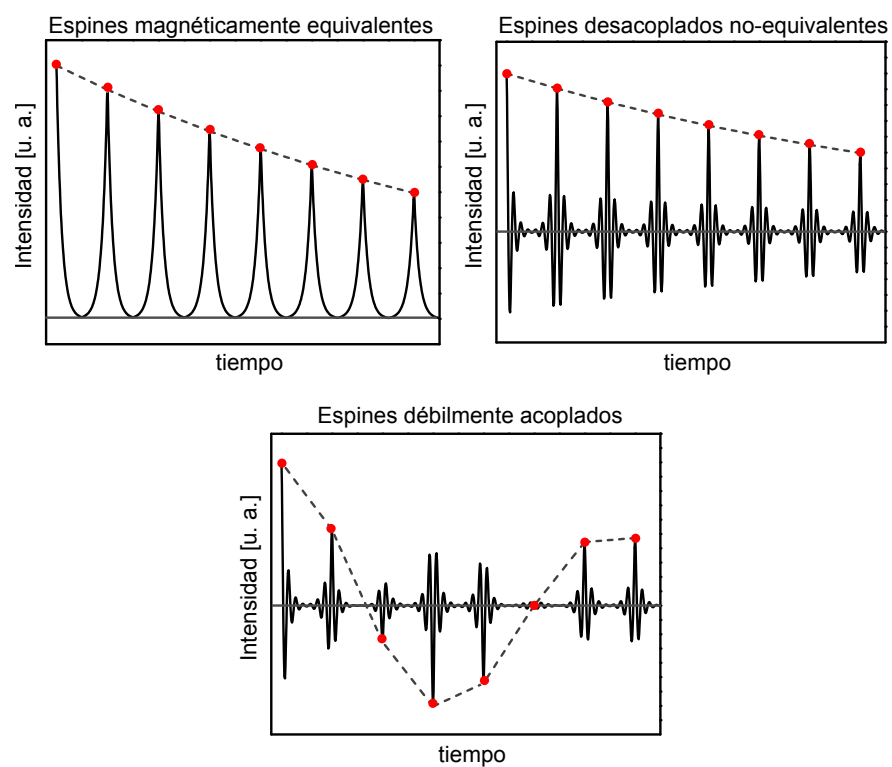 Espines magnéticamente equivalentes
Intensidad [u. a.]
tiempo
Espines desacoplados no-equivalentes
Intensidad [u. a.]
tiempo
Espines débilmente acoplados
Intensidad [u. a.]
tiempo